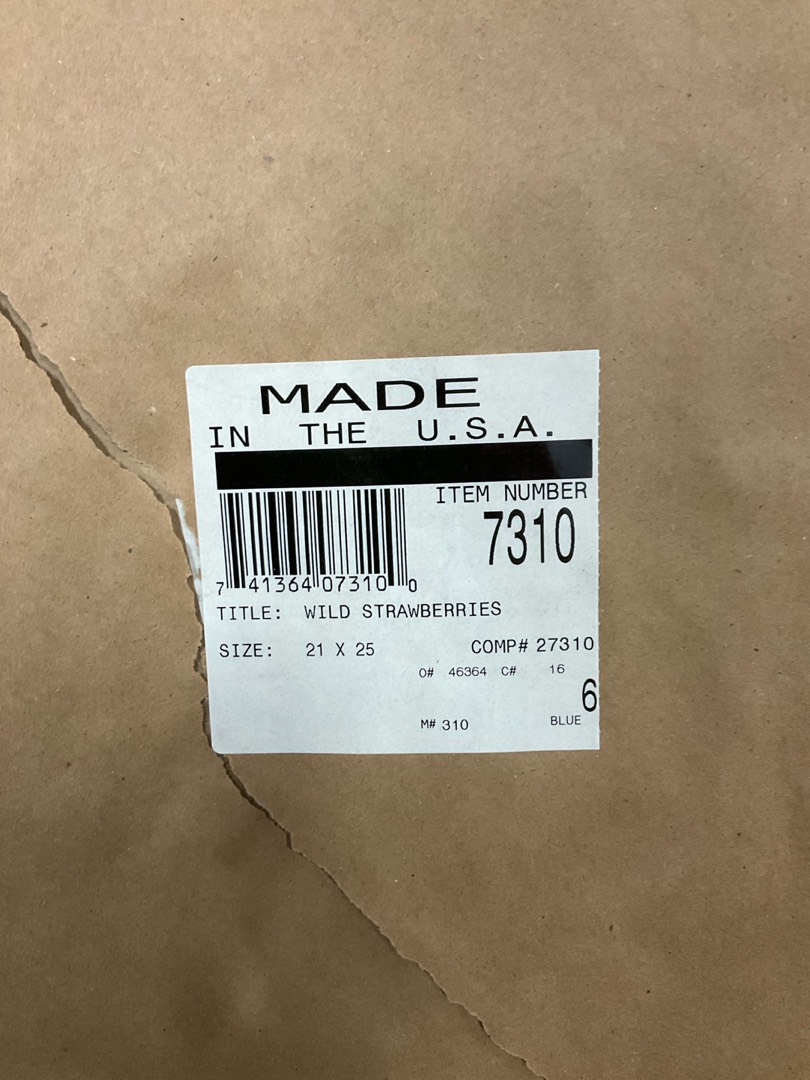 MADE
IN THE U.S.A.
ITEM NUMBER
7310
7 41364 07310 0
TITLE: WILD STRAWBERRIES
SIZE: 21 X 25 COMP# 27310
O# 46364 C# 16
6
M# 310 BLUE